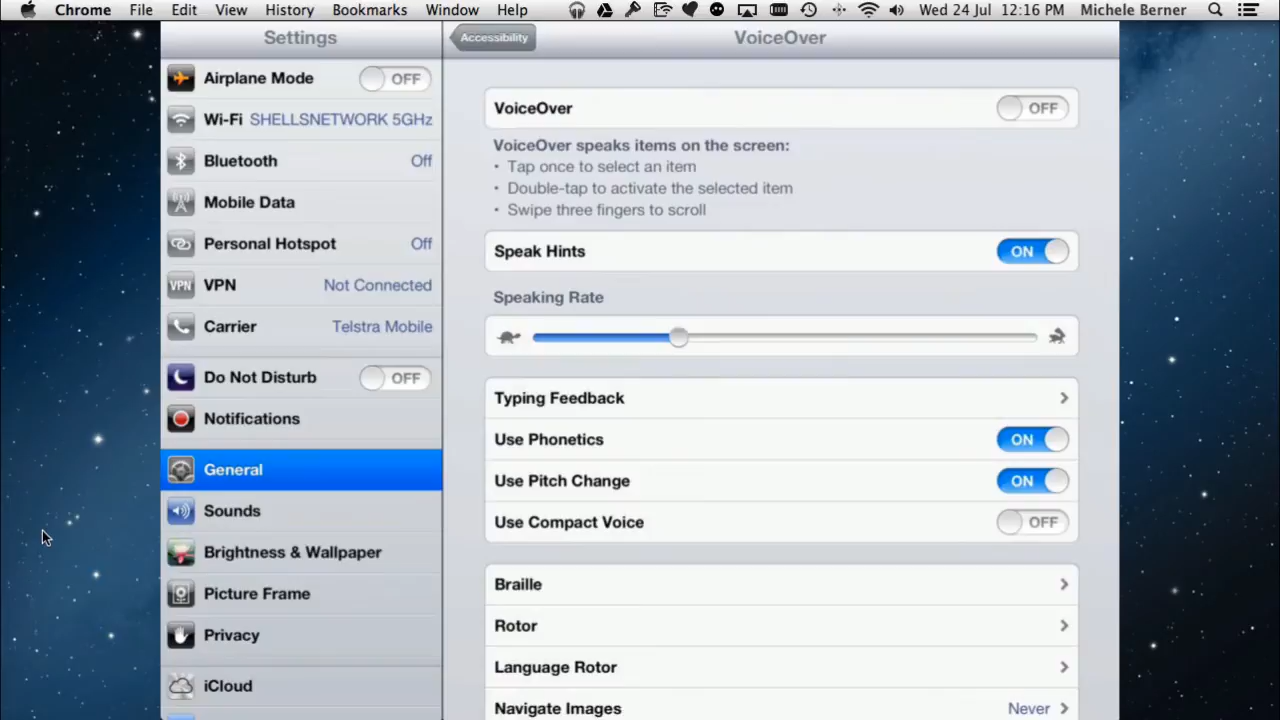 Chrome File Edit View History Bookmarks Window Help Wed 24 Jul 12:16 PM Michele Berner
Settings
Airplane Mode OFF
Wi-Fi SHELLSNETWORK 5GHz
Bluetooth Off
Mobile Data
Personal Hotspot Off
VPN VPN Not Connected
Carrier Telstra Mobile
Do Not Disturb OFF
Notifications
General
Sounds
Brightness & Wallpaper
Picture Frame
Privacy
iCloud
Accessibility VoiceOver
VoiceOver OFF
VoiceOver speaks items on the screen:
• Tap once to select an item
• Double-tap to activate the selected item
• Swipe three fingers to scroll
Speak Hints ON
Speaking Rate
Typing Feedback
Use Phonetics ON
Use Pitch Change ON
Use Compact Voice OFF
Braille
Rotor
Language Rotor
Navigate Images Never